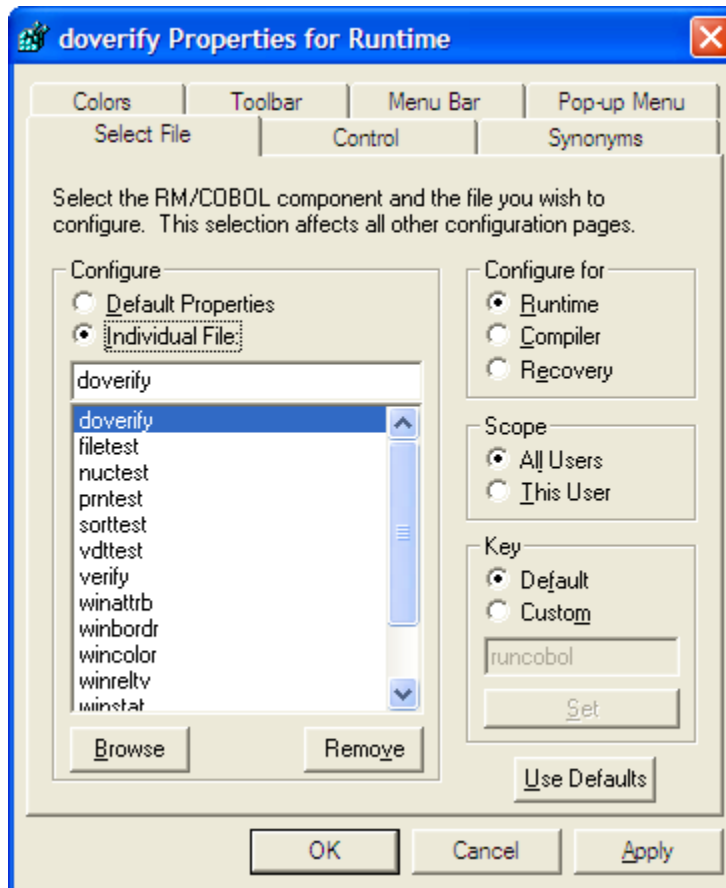 doverify Properties for Runtime
Colors
Toolbar
Menu Bar
Pop-up Menu
Select File
Control
Synonyms
Select the RM/COBOL component and the file you wish to
configure. This selection affects all other configuration pages.
Configure
Default Properties
Individual File:
doverify
doverify
filetest
nuctest
prntest
sorttest
vdttest
verify
winattrb
winbordr
wincolor
winreltv
winstat
Browse
Remove
Configure for
Runtime
Compiler
Recovery
Scope
All Users
This User
Key
Default
Custom
runcobol
Set
Use Defaults
OK
Cancel
Apply